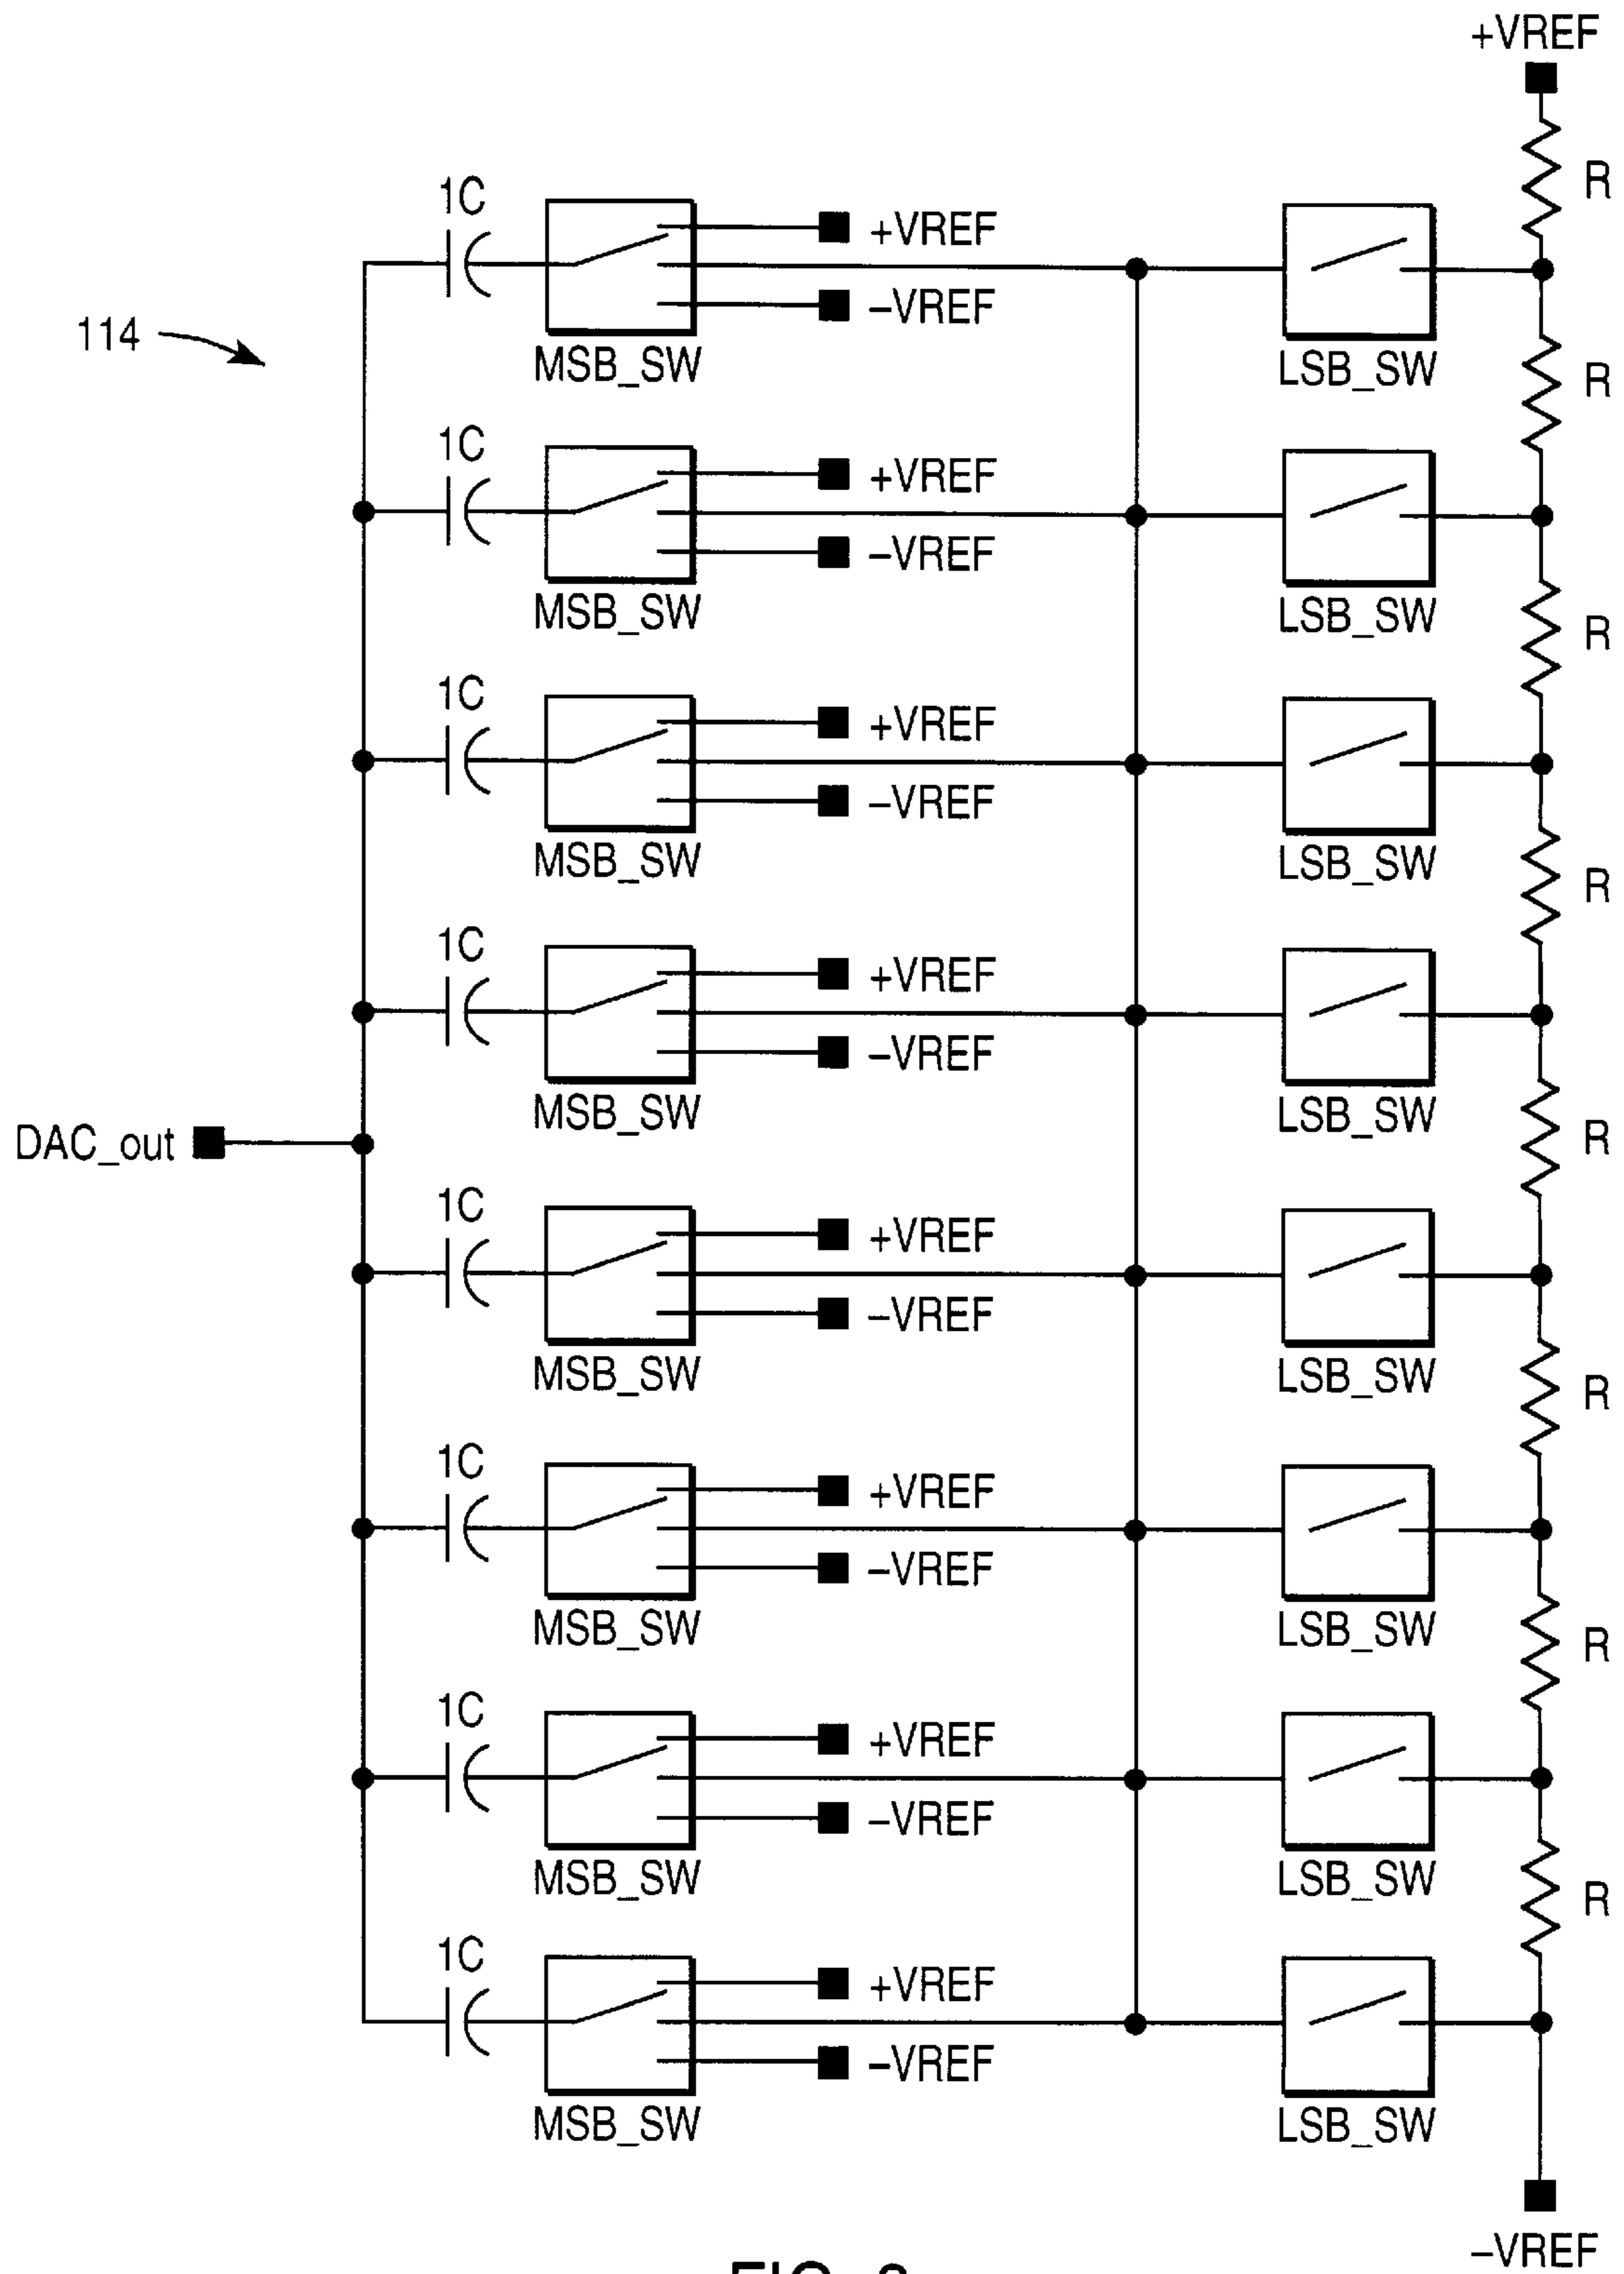 +VREF
R
1C
+VREF
–VREF
MSB_SW
LSB_SW
114
R
1C
+VREF
–VREF
MSB_SW
LSB_SW
R
1C
+VREF
–VREF
MSB_SW
LSB_SW
R
1C
+VREF
–VREF
MSB_SW
LSB_SW
R
DAC_out
1C
+VREF
–VREF
MSB_SW
LSB_SW
R
1C
+VREF
–VREF
MSB_SW
LSB_SW
R
1C
+VREF
–VREF
MSB_SW
LSB_SW
R
1C
+VREF
–VREF
MSB_SW
LSB_SW
–VREF
FIG.